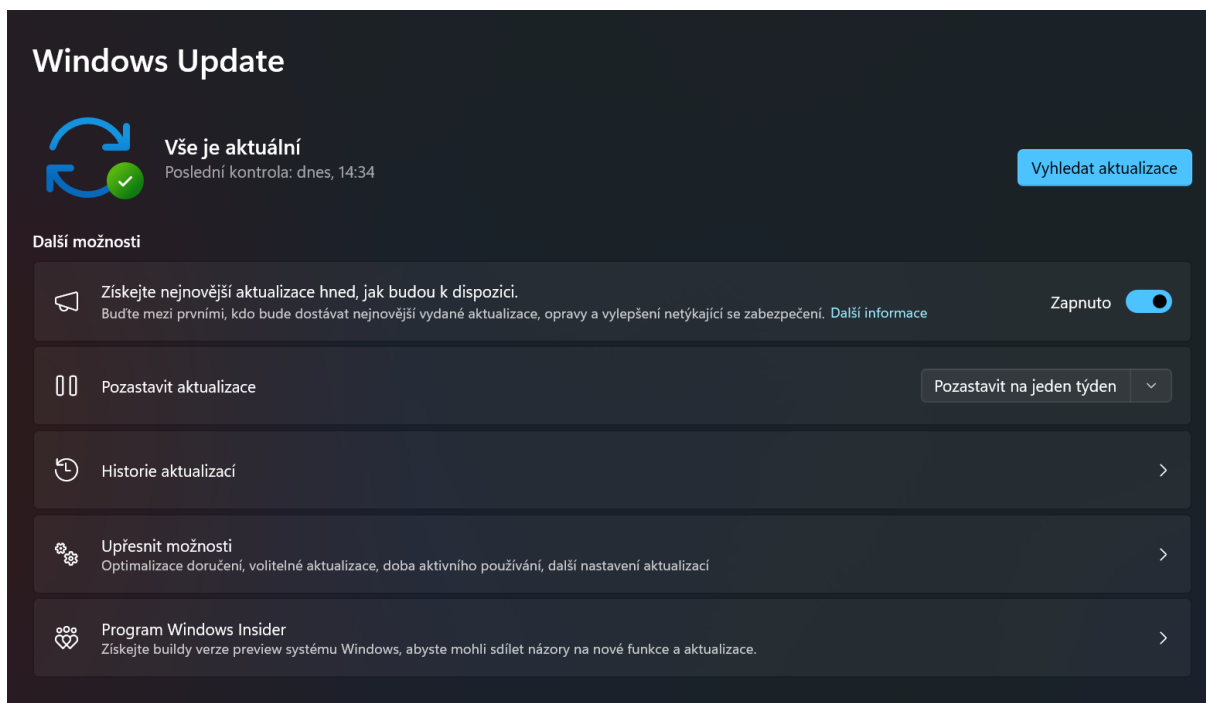 Windows Update
Vše je aktuální
Poslední kontrola: dnes, 14:34
Vyhledat aktualizace
Další možnosti
Získejte nejnovější aktualizace hned, jak budou k dispozici.
Buďte mezi prvními, kdo bude dostávat nejnovější vydané aktualizace, opravy a vylepšení netýkající se zabezpečení. Další informace
Zapnuto
Pozastavit aktualizace
Pozastavit na jeden týden
Historie aktualizací
Upřesnit možnosti
Optimalizace doručení, volitelné aktualizace, doba aktivního používání, další nastavení aktualizací
Program Windows Insider
Získejte buildy verze preview systému Windows, abyste mohli sdílet názory na nové funkce a aktualizace.